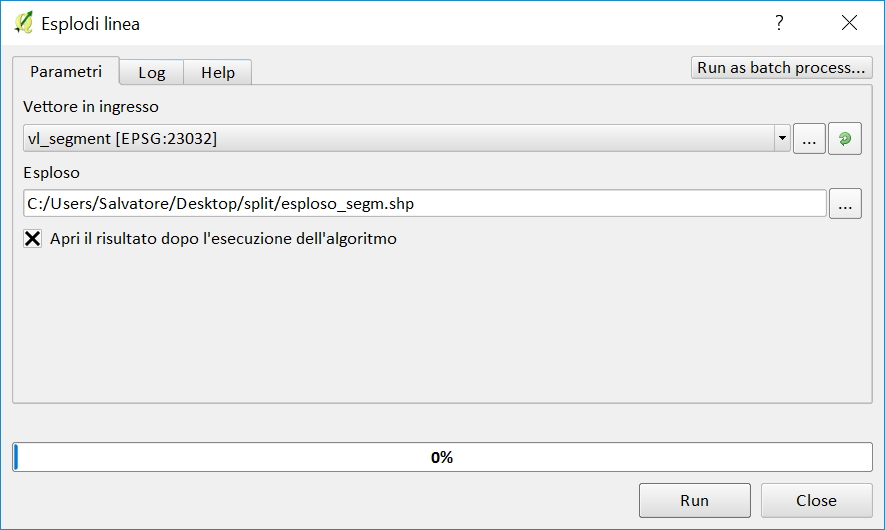 Esplodi linea
?
Parametri
Log
Help
Run as batch process...
Vettore in ingresso
vl_segment [EPSG:23032]
...
Esploso
C:/Users/Salvatore/Desktop/split/esploso_segm.shp
...
Apri il risultato dopo l'esecuzione dell'algoritmo
0%
Run
Close